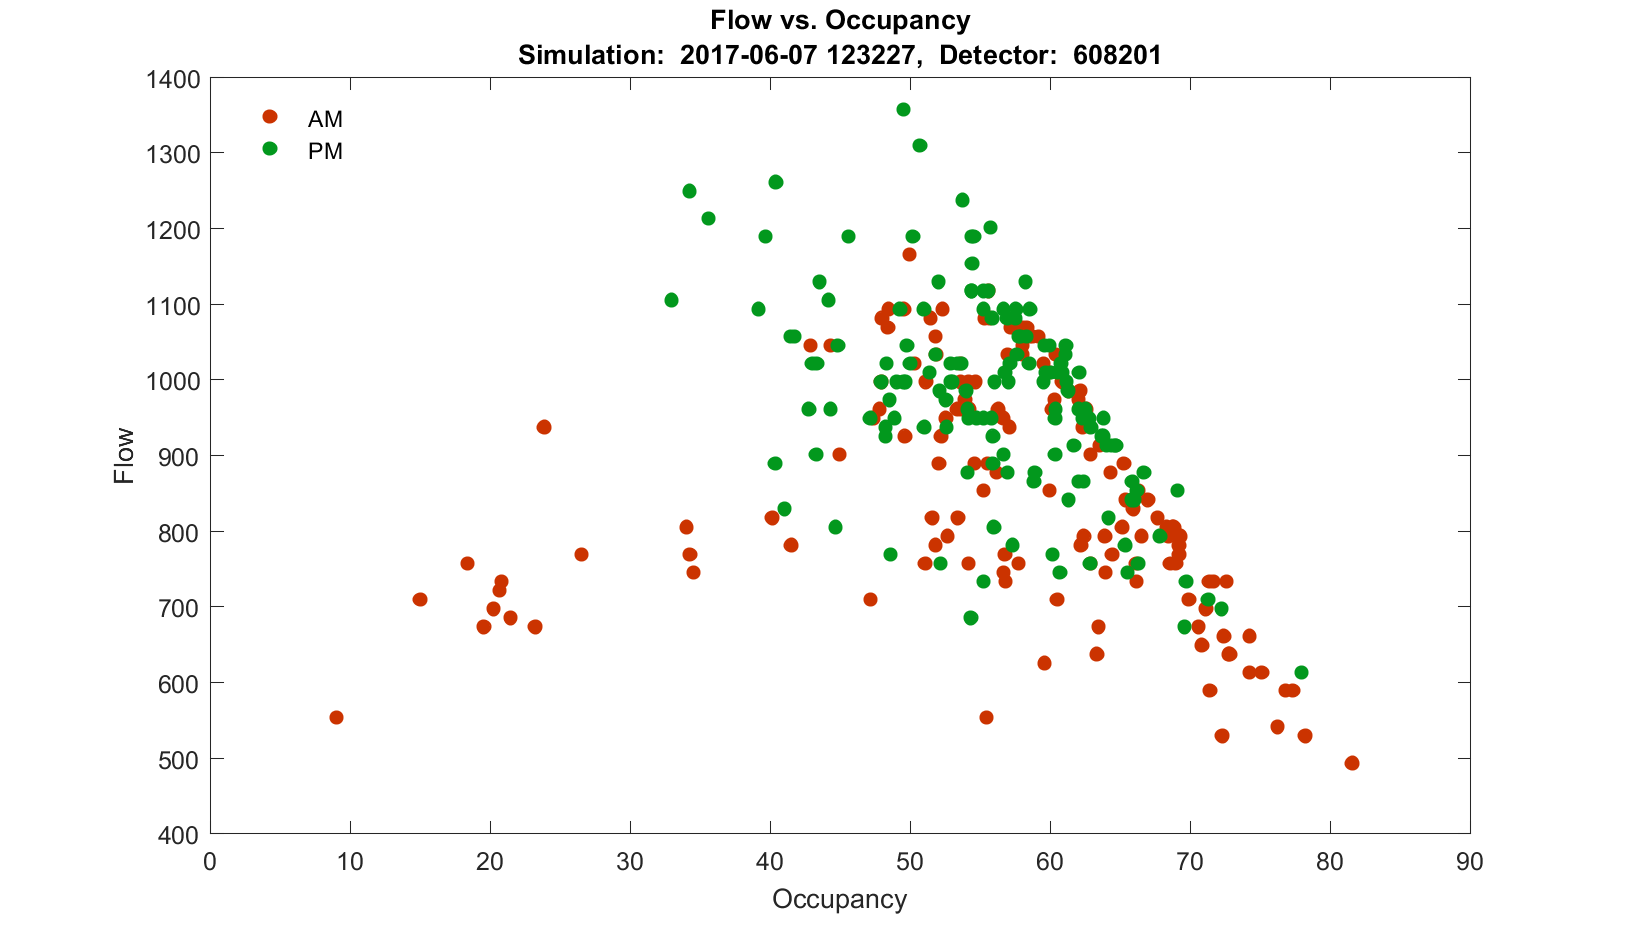 Flow vs. Occupancy
Simulation:  2017-06-07 123227,  Detector:  608201
1400
1300
1200
1100
1000
900
800
700
600
500
400
AM
PM
Flow
0 10 20 30 40 50 60 70 80 90
Occupancy